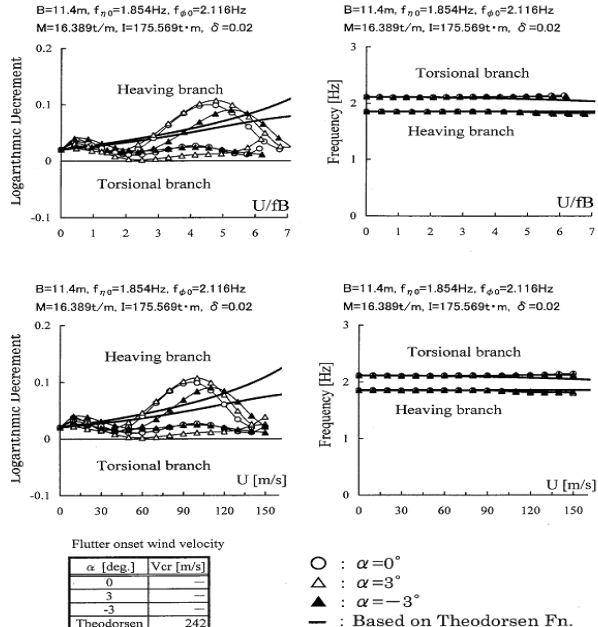 B=11.4m, fη0=1.854Hz, fφ0=2.116Hz
M=16.389t/m, I=175.569t・m, δ=0.02
B=11.4m, fη0=1.854Hz, fφ0=2.116Hz
M=16.389t/m, I=175.569t・m, δ=0.02
Logarithmic Decrement
0.2
0.1
0
-0.1
Heaving branch
Torsional branch
U/fB
0 1 2 3 4 5 6 7
Frequency [Hz]
3
2
1
0
Torsional branch
Heaving branch
U/fB
0 1 2 3 4 5 6 7
B=11.4m, fη0=1.854Hz, fφ0=2.116Hz
M=16.389t/m, I=175.569t・m, δ=0.02
B=11.4m, fη0=1.854Hz, fφ0=2.116Hz
M=16.389t/m, I=175.569t・m, δ=0.02
Logarithmic Decrement
0.2
0.1
0
-0.1
Heaving branch
Torsional branch
U [m/s]
0 30 60 90 120 150
Frequency [Hz]
3
2
1
0
Torsional branch
Heaving branch
U [m/s]
0 30 60 90 120 150
Flutter onset wind velocity
α [deg.] Vcr [m/s]
0 —
3 —
-3 —
Theodorsen 242
: α=0°
: α=3°
: α=−3°
: Based on Theodorsen Fn.